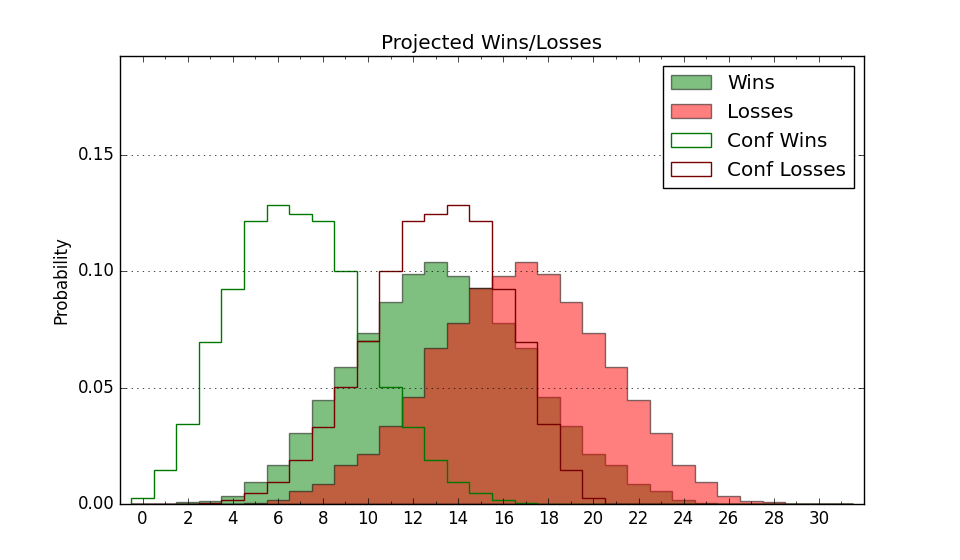 Projected Wins/Losses
Wins
Losses
Conf Wins
Conf Losses
Probability
0.15
0.10
0.05
0.00
0 2 4 6 8 10 12 14 16 18 20 22 24 26 28 30